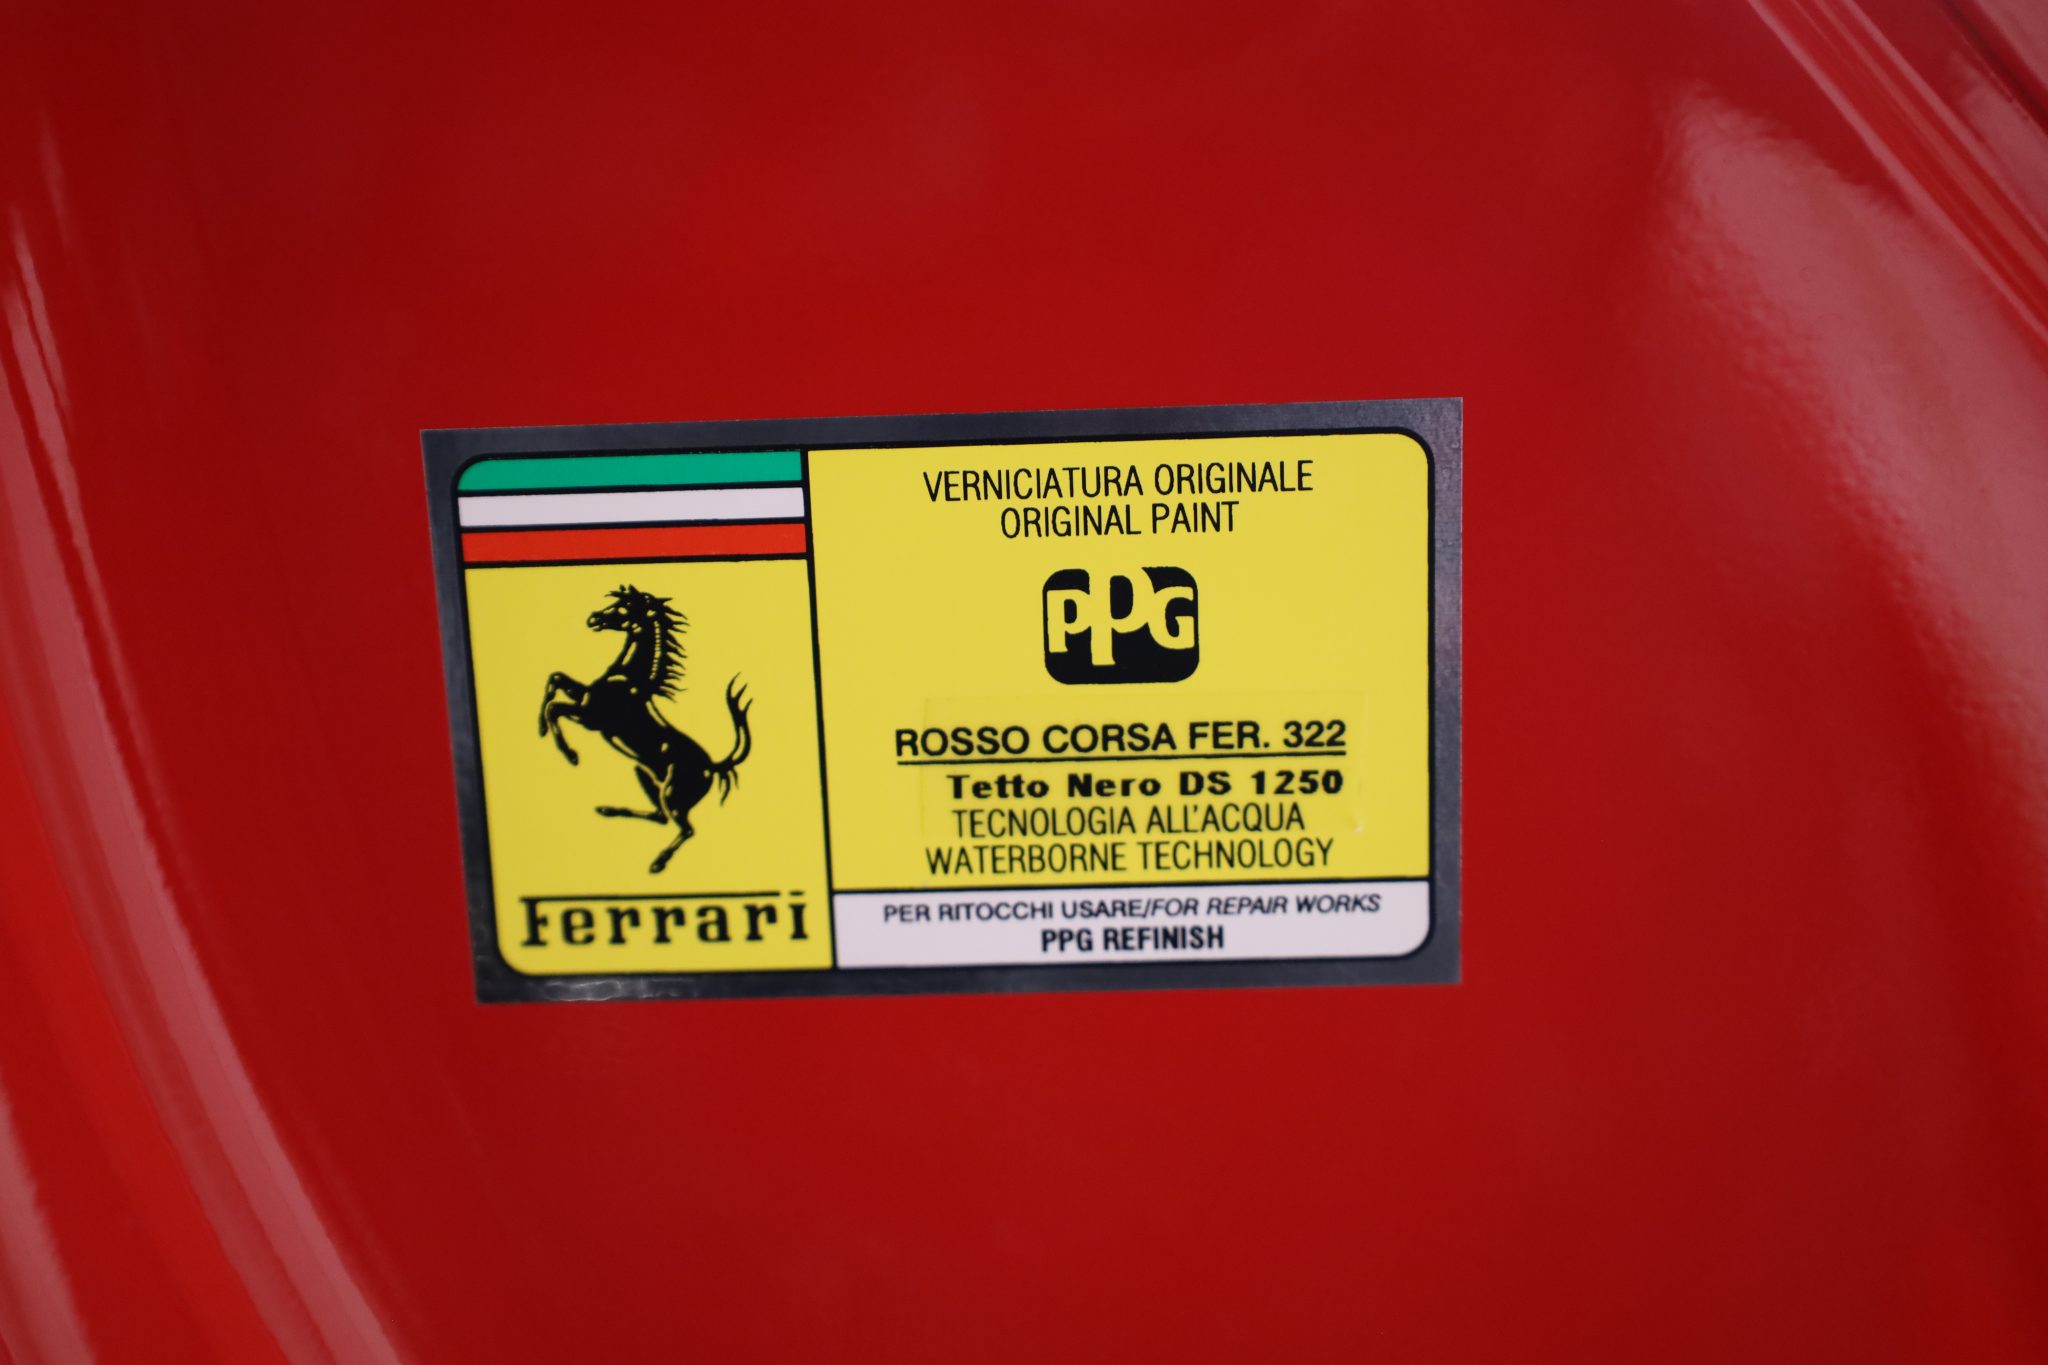 VERNICIATURA ORIGINALE
ORIGINAL PAINT
PPG
ROSSO CORSA FER. 322
Tetto Nero DS 1250
TECNOLOGIA ALL'ACQUA
WATERBORNE TECHNOLOGY
Ferrari
PER RITOCCHI USARE/FOR REPAIR WORKS
PPG REFINISH